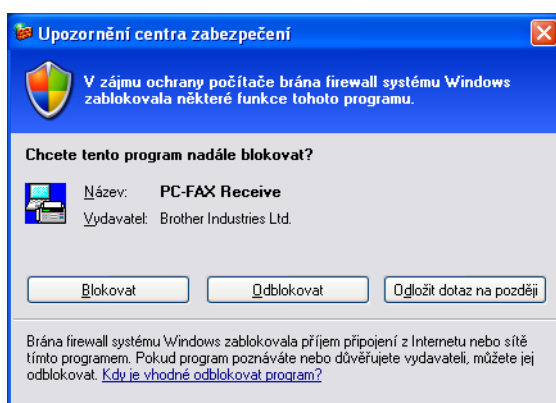 Upozornění centra zabezpečení
V zájmu ochrany počítače brána firewall systému Windows
zablokovala některé funkce tohoto programu.
Chcete tento program nadále blokovat?
Název: PC-FAX Receive
Vydavatel: Brother Industries Ltd.
Blokovat Odblokovat Odložit dotaz na později
Brána firewall systému Windows zablokovala příjem připojení z Internetu nebo sítě
tímto programem. Pokud program poznáváte nebo důvěřujete vydavateli, můžete jej
odblokovat. Kdy je vhodné odblokovat program?